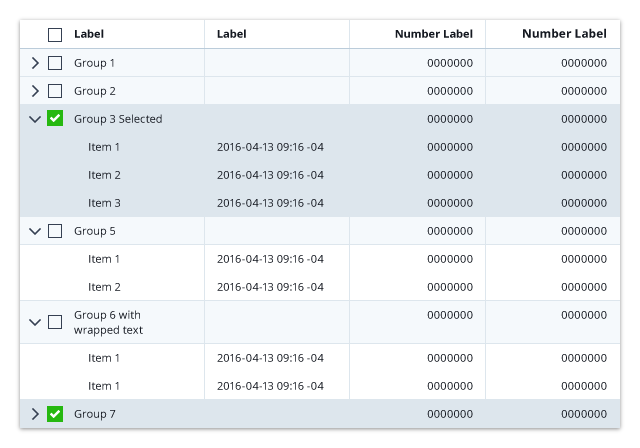 Label Label Number Label Number Label
Group 1 0000000 0000000
Group 2 0000000 0000000
Group 3 Selected 0000000 0000000
Item 1 2016-04-13 09:16 -04 0000000 0000000
Item 2 2016-04-13 09:16 -04 0000000 0000000
Item 3 2016-04-13 09:16 -04 0000000 0000000
Group 5 0000000 0000000
Item 1 2016-04-13 09:16 -04 0000000 0000000
Item 2 2016-04-13 09:16 -04 0000000 0000000
Group 6 with 0000000 0000000
wrapped text
Item 1 2016-04-13 09:16 -04 0000000 0000000
Item 1 2016-04-13 09:16 -04 0000000 0000000
Group 7 0000000 0000000